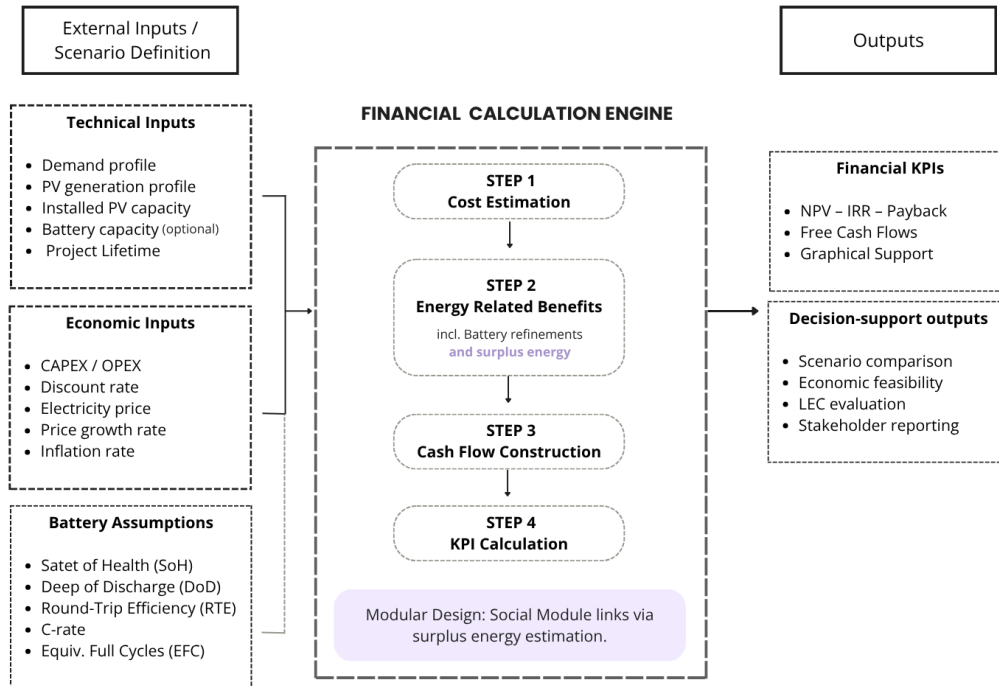 External Inputs /
Scenario Definition
Technical Inputs
• Demand profile
• PV generation profile
• Installed PV capacity
• Battery capacity (optional)
• Project Lifetime
Economic Inputs
• CAPEX / OPEX
• Discount rate
• Electricity price
• Price growth rate
• Inflation rate
Battery Assumptions
• Satet of Health (SoH)
• Deep of Discharge (DoD)
• Round-Trip Efficiency (RTE)
• C-rate
• Equiv. Full Cycles (EFC)
FINANCIAL CALCULATION ENGINE
STEP 1
Cost Estimation
STEP 2
Energy Related Benefits
incl. Battery refinements
and surplus energy
STEP 3
Cash Flow Construction
STEP 4
KPI Calculation
Modular Design: Social Module links via
surplus energy estimation.
Outputs
Financial KPIs
• NPV – IRR – Payback
• Free Cash Flows
• Graphical Support
Decision-support outputs
• Scenario comparison
• Economic feasibility
• LEC evaluation
• Stakeholder reporting